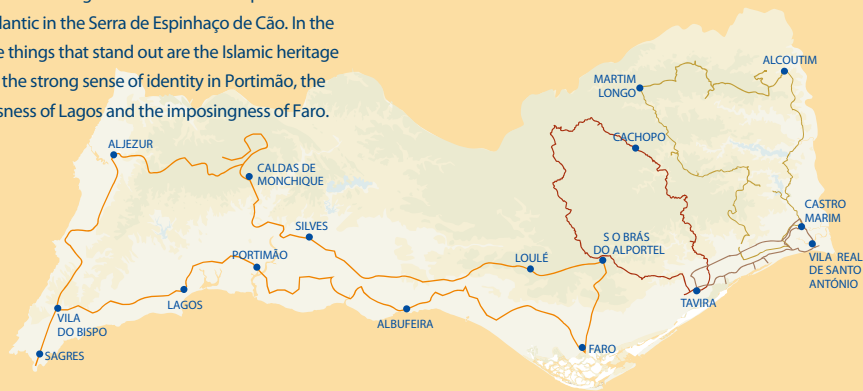 lantic in the Serra de Espinhaço de Cão. In the
e things that stand out are the Islamic heritage
the strong sense of identity in Portimão, the
sness of Lagos and the imposingness of Faro.
ALCOUTIM
MARTIM
LONGO
CACHOPO
ALJEZUR
CALDAS DE
MONCHIQUE
CASTRO
MARIM
SILVES
S O BRÁS
DO ALPORTEL
LOULÉ
PORTIMÃO
VILA REAL
DE SANTO
ANTÓNIO
LAGOS
TAVIRA
VILA
DO BISPO
ALBUFEIRA
FARO
SAGRES